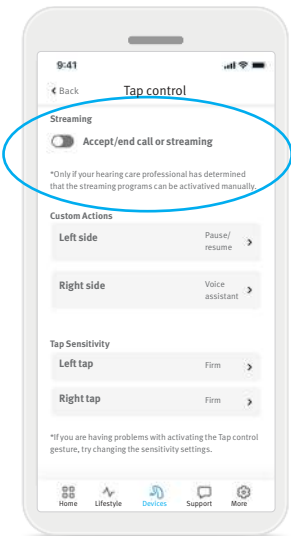 9:41
Back Tap control
Streaming
Accept/end call or streaming
*Only if your hearing care professional has determined
that the streaming programs can be activatived manually.
Custom Actions
Left side Pause/
resume
Right side Voice
assistant
Tap Sensitivity
Left tap Firm
Right tap Firm
*If you are having problems with activating the Tap control
gesture, try changing the sensitivity settings.
Home Lifestyle Devices Support More